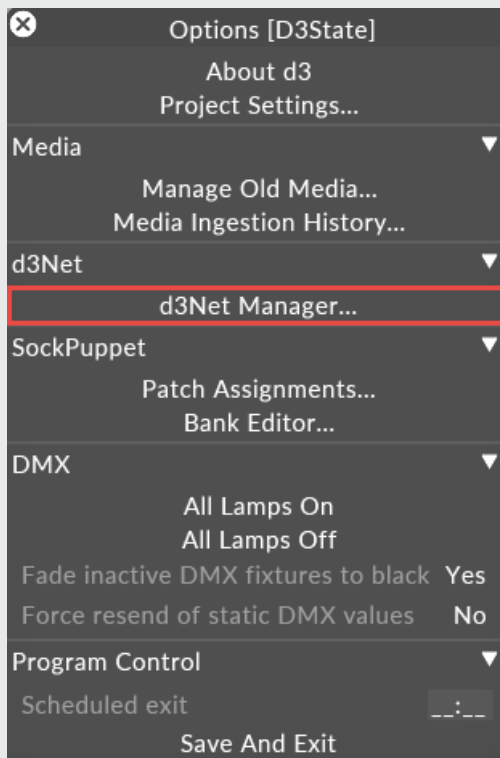 Options [D3State]
About d3
Project Settings...
Media
Manage Old Media...
Media Ingestion History...
d3Net
d3Net Manager...
SockPuppet
Patch Assignments...
Bank Editor...
DMX
All Lamps On
All Lamps Off
Fade inactive DMX fixtures to black Yes
Force resend of static DMX values No
Program Control
Scheduled exit __:__
Save And Exit